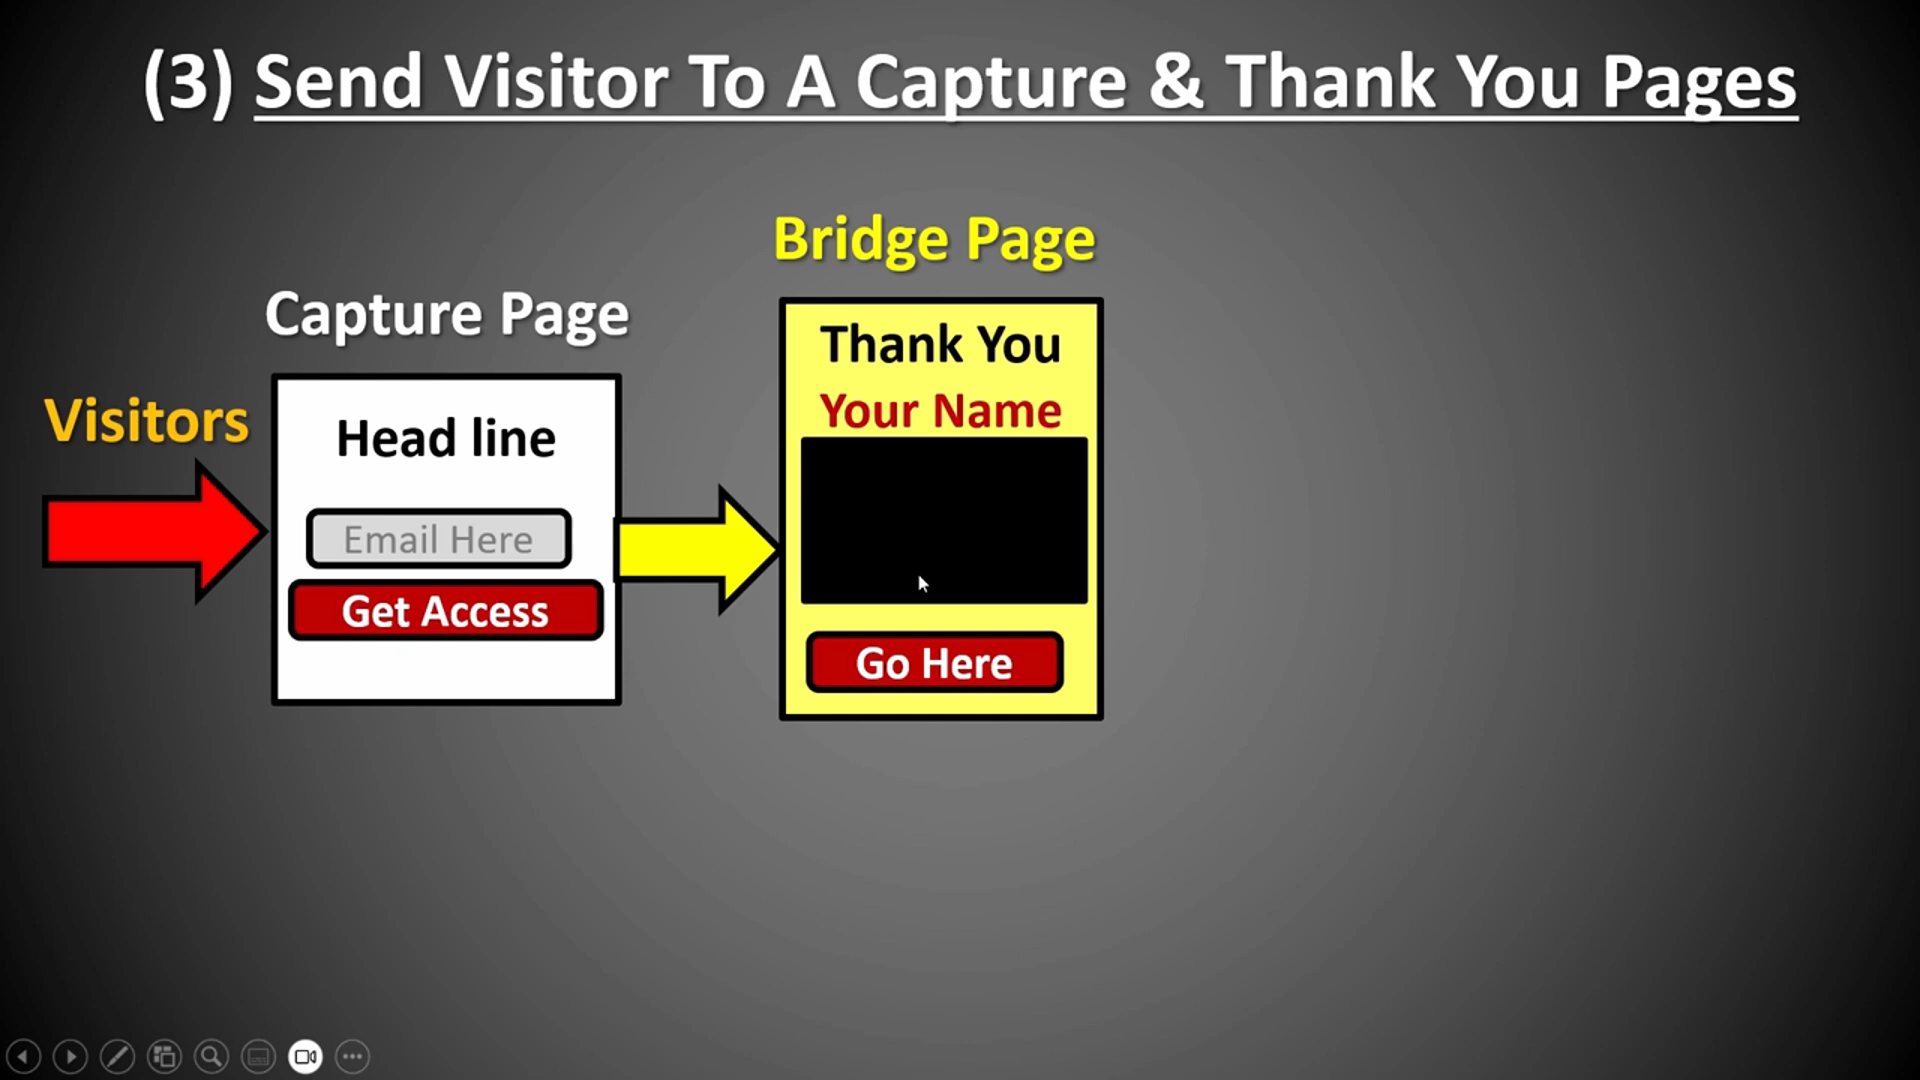 (3) Send Visitor To A Capture & Thank You Pages
Bridge Page
Capture Page
Visitors
Head line
Email Here
Get Access
Thank You
Your Name
Go Here